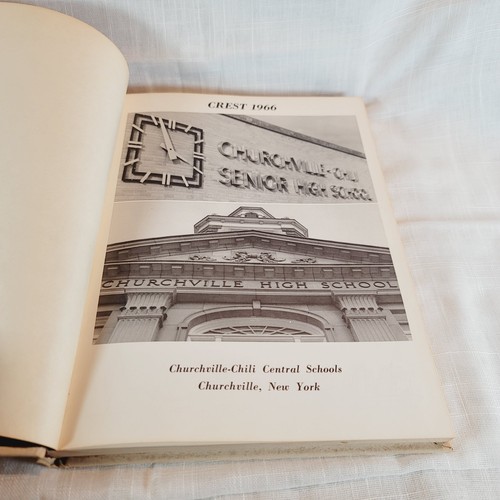 CREST 1966
CHURCHVILLE-CHILI
SENIOR HIGH SCHOOL
CHURCHVILLE HIGH SCHOOL
Churchville-Chili Central Schools
Churchville, New York